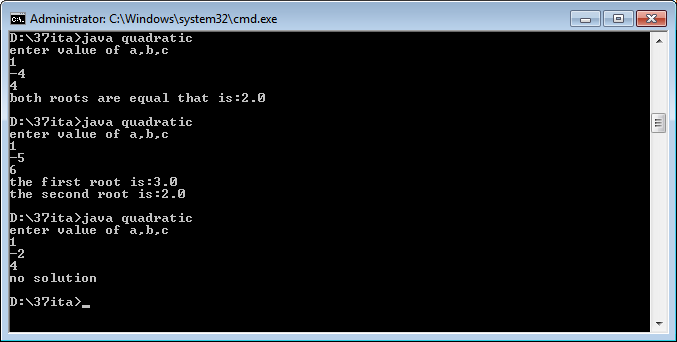 Administrator: C:\Windows\system32\cmd.exe
D:\37ita>java quadratic
enter value of a,b,c
1
-4
4
both roots are equal that is:2.0
D:\37ita>java quadratic
enter value of a,b,c
1
-5
6
the first root is:3.0
the second root is:2.0
D:\37ita>java quadratic
enter value of a,b,c
1
-2
4
no solution
D:\37ita>_